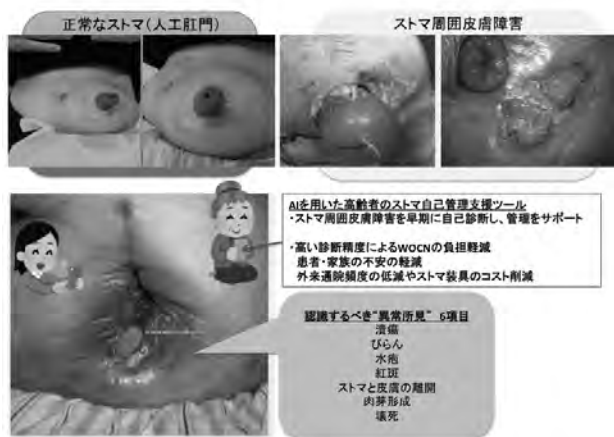 正常なストマ(人工肛門)
ストマ周囲皮膚障害
AIを用いた高齢者のストマ自己管理支援ツール
・ストマ周囲皮膚障害を早期に自己診断し、管理をサポート
・高い診断精度によるWOCNの負担軽減
患者・家族の不安の軽減
外来通院頻度の低減やストマ装具のコスト削減
認識するべき“異常所見” 6項目
潰瘍
びらん
水疱
紅斑
ストマと皮膚の離開
肉芽形成
壊死